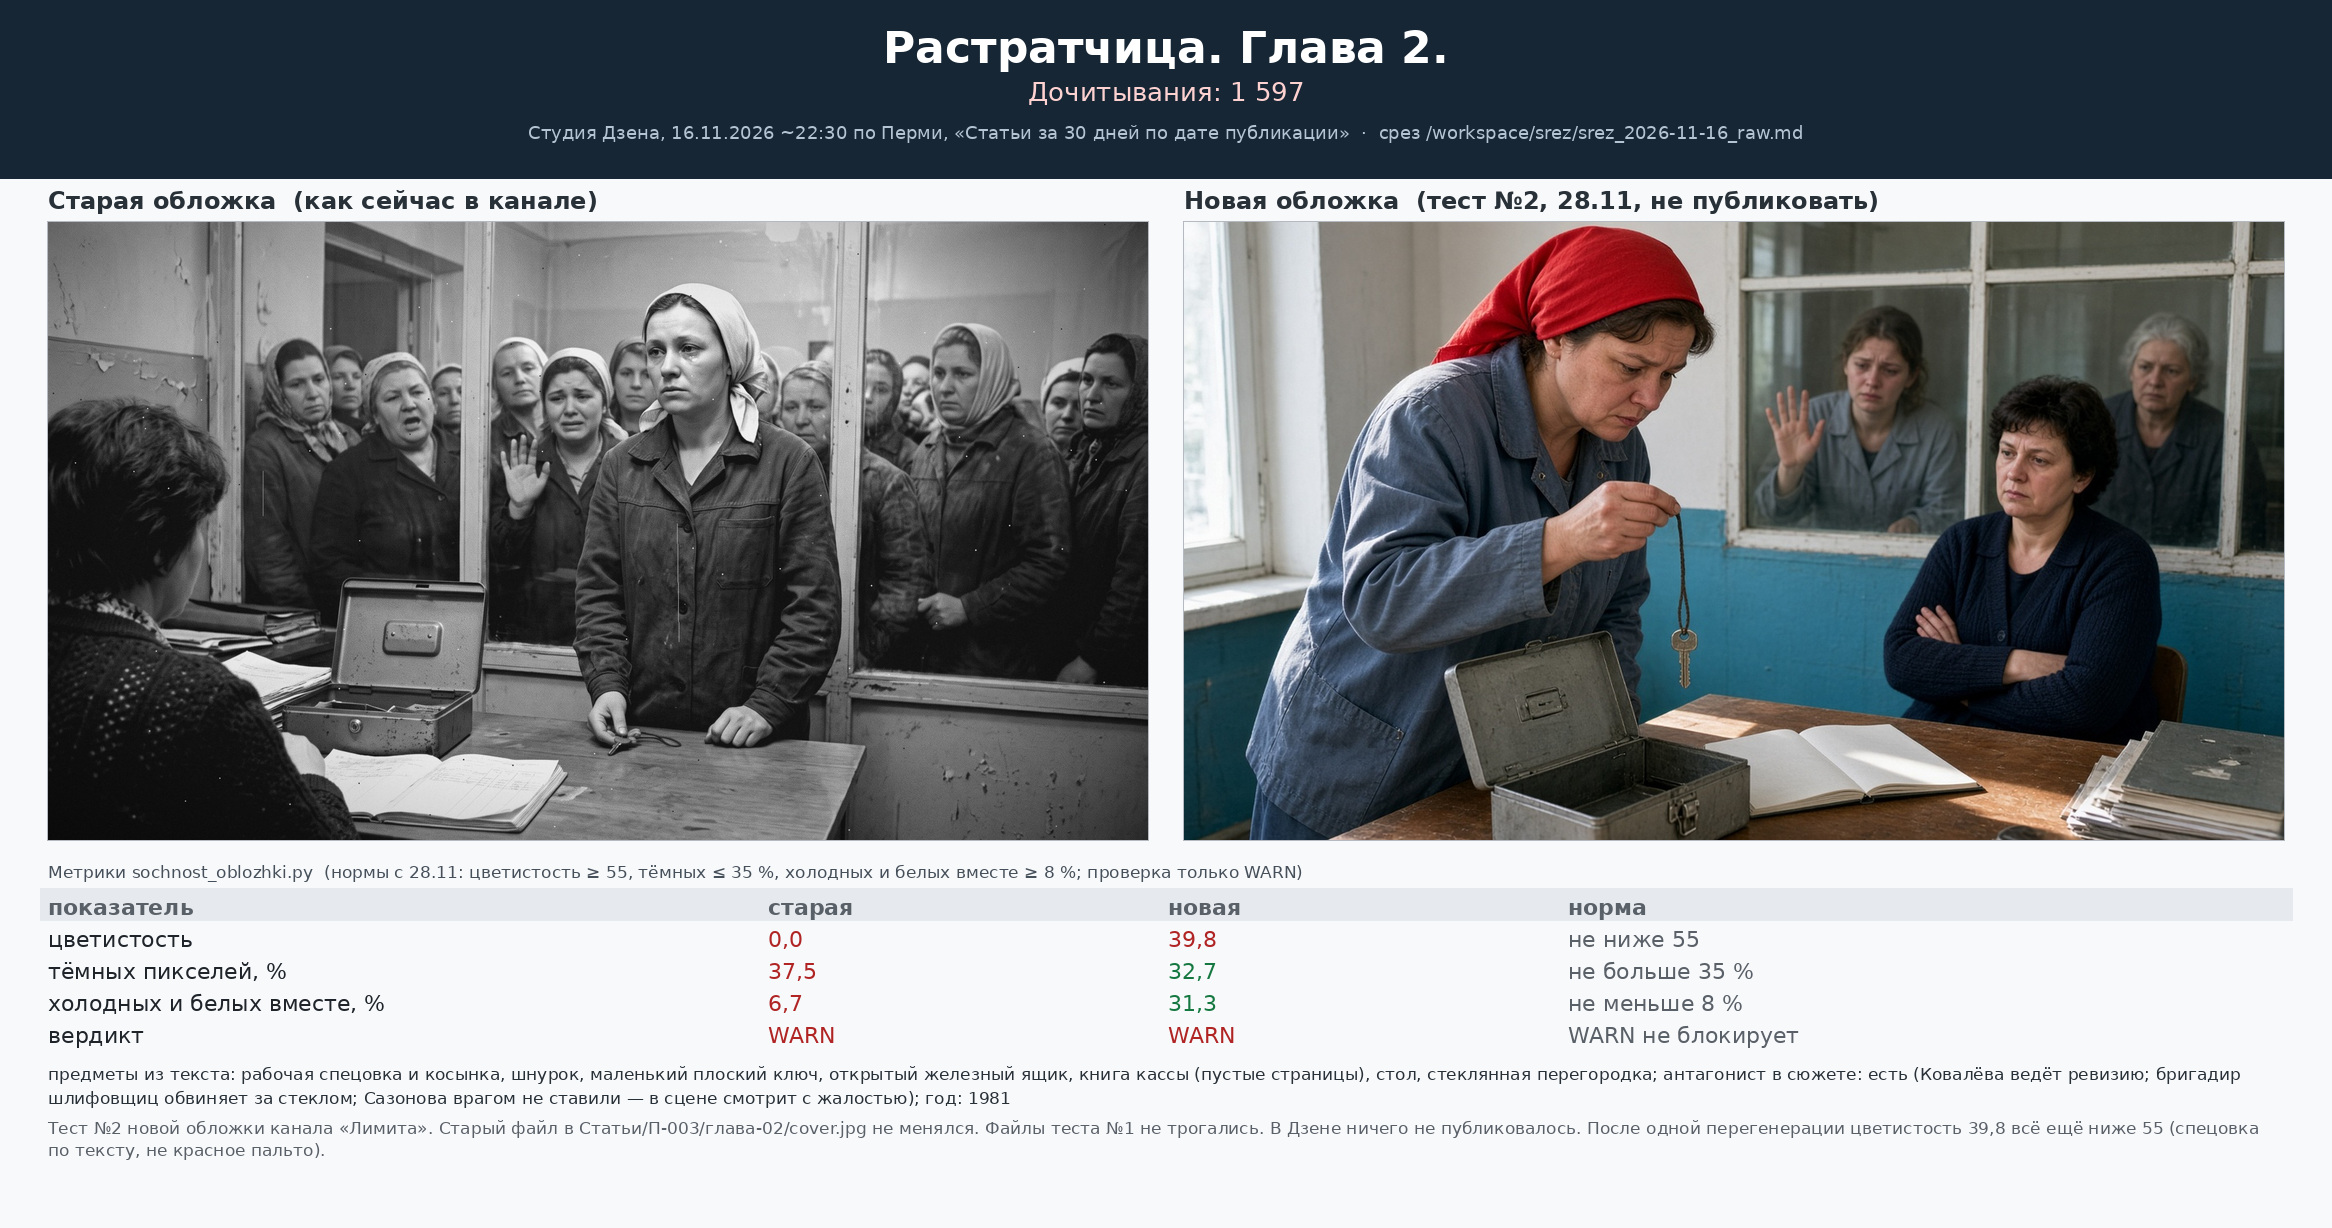 Растратчица. Глава 2.
Дочитывания: 1 597
Студия Дзена, 16.11.2026 ~22:30 по Перми, «Статьи за 30 дней по дате публикации» · срез /workspace/srez/srez_2026-11-16_raw.md
Старая обложка (как сейчас в канале)
Новая обложка (тест №2, 28.11, не публиковать)
Метрики sochnost_oblozhki.py (нормы с 28.11: цветистость ≥ 55, тёмных ≤ 35 %, холодных и белых вместе ≥ 8 %; проверка только WARN)
показатель старая новая норма
цветистость 0,0 39,8 не ниже 55
тёмных пикселей, % 37,5 32,7 не больше 35 %
холодных и белых вместе, % 6,7 31,3 не меньше 8 %
вердикт WARN WARN WARN не блокирует
предметы из текста: рабочая спецовка и косынка, шнурок, маленький плоский ключ, открытый железный ящик, книга кассы (пустые страницы), стол, стеклянная перегородка; антагонист в сюжете: есть (Ковалёва ведёт ревизию; бригадир
шлифовщиц обвиняет за стеклом; Сазонова врагом не ставили — в сцене смотрит с жалостью); год: 1981
Тест №2 новой обложки канала «Лимита». Старый файл в Статьи/П-003/глава-02/cover.jpg не менялся. Файлы теста №1 не трогались. В Дзене ничего не публиковалось. После одной перегенерации цветистость 39,8 всё ещё ниже 55 (спецовка
по тексту, не красное пальто).